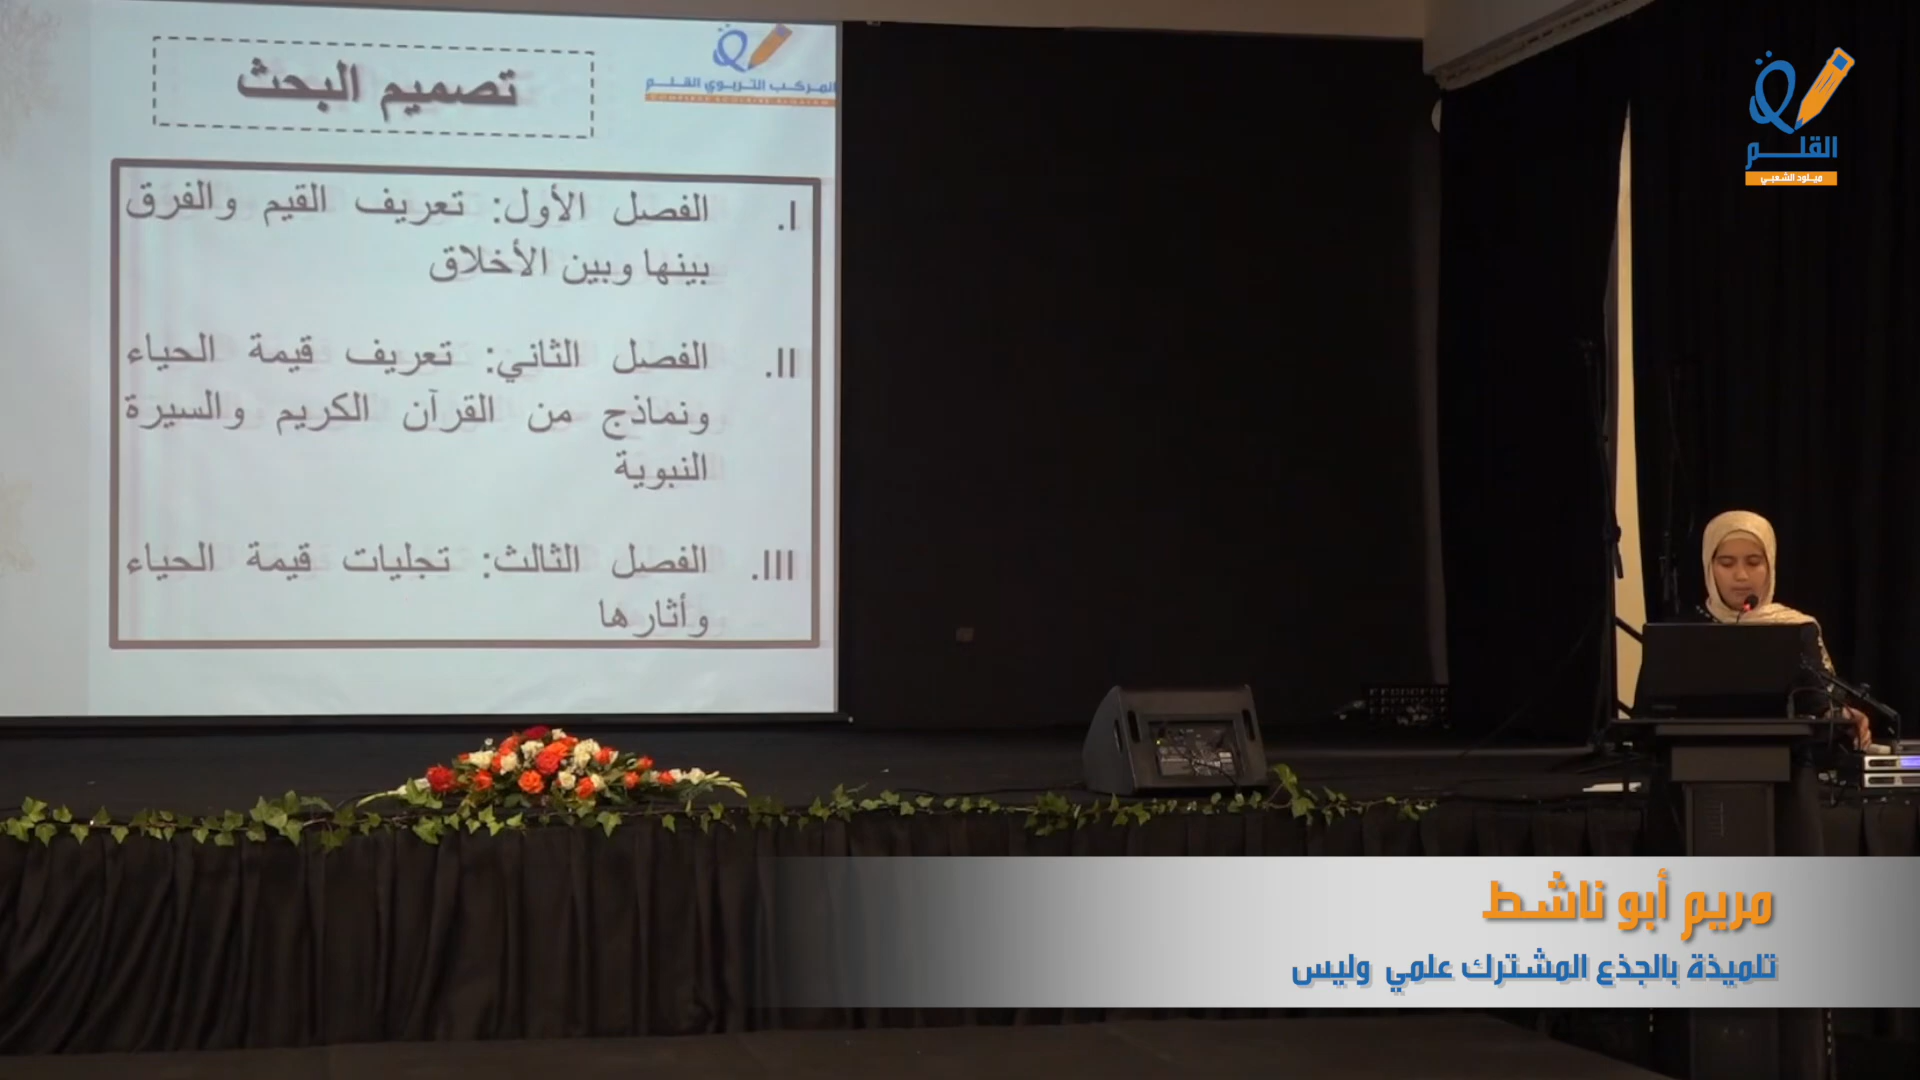 تصميم البحث
المركب التربوي القلم
I. الفصل الأول: تعريف القيم والفرق
بينها وبين الأخلاق
II. الفصل الثاني: تعريف قيمة الحياء
ونماذج من القرآن الكريم والسيرة
النبوية
III. الفصل الثالث: تجليات قيمة الحياء
وأثارها
القلم
ميلود الشعبي
مريم أبو ناشط
تلميذة بالجذع المشترك علمي وليس